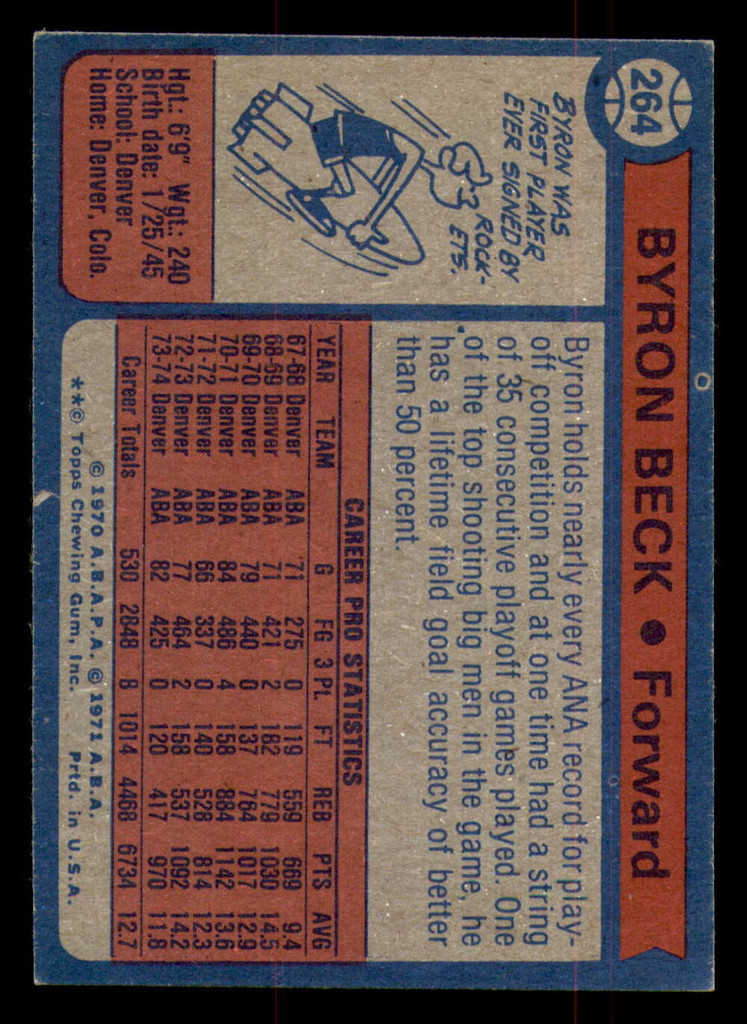 264
BYRON BECK • Forward
BYRON WAS
FIRST PLAYER
EVER SIGNED BY
ROCK-
ETS.
Hgt.: 6'9" Wgt.: 240
Birth date: 1/25/45
School: Denver
Home: Denver, Colo.
Byron holds nearly every ANA record for play-
off competition and at one time had a string
of 35 consecutive playoff games played. One
of the top shooting big men in the game, he
has a lifetime field goal accuracy of better
than 50 percent.
CAREER PRO STATISTICS
YEAR TEAM G FG 3 PL FT REB PTS AVG
67-68 Denver ABA 71 275 0 119 559 669 9.4
68-69 Denver ABA 71 421 2 182 779 1030 14.5
69-70 Denver ABA 79 440 0 137 764 1017 12.9
70-71 Denver ABA 84 486 4 158 884 1142 13.6
71-72 Denver ABA 66 337 0 140 528 814 12.3
72-73 Denver ABA 77 464 2 158 537 1092 14.2
73-74 Denver ABA 82 425 0 120 417 970 11.8
Career Totals 530 2848 8 1014 4468 6734 12.7
© 1970 A.B.A.P.A. © 1971 A.B.A.
**© Topps Chewing Gum, Inc. Prtd. in U.S.A.